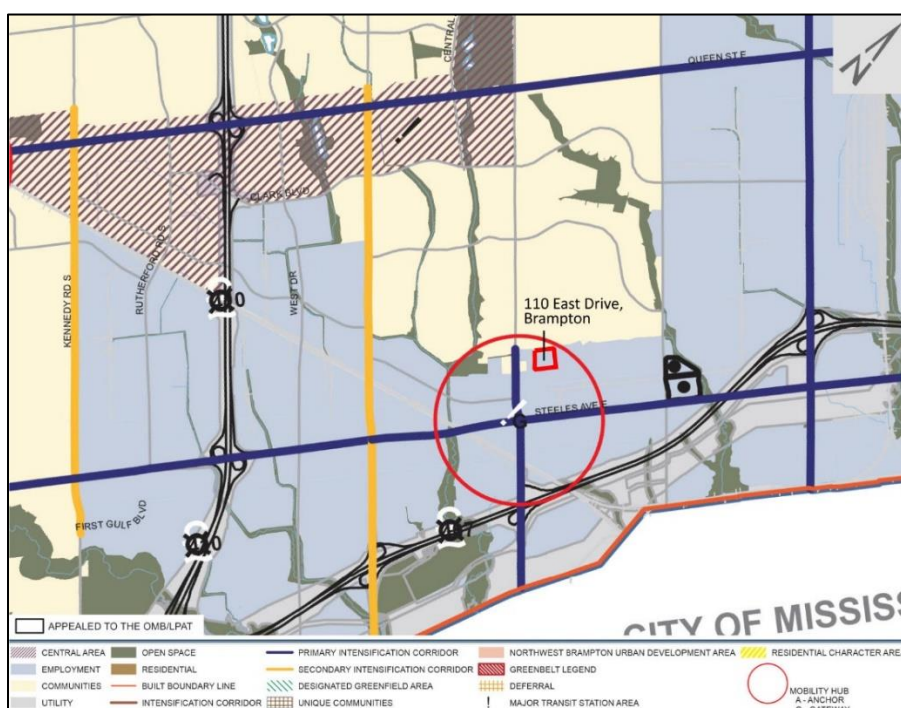 CENTRAL
QUEEN ST E
KENNEDY RD S
RUTHERFORD RD S
CLARK BLVD
WEST DR
110 East Drive,
Brampton
STEELES AVE E
G
FIRST GULF BLVD
CITY OF MISSISS
APPEALED TO THE OMB/LPAT
CENTRAL AREA
OPEN SPACE
PRIMARY INTENSIFICATION CORRIDOR
NORTHWEST BRAMPTON URBAN DEVELOPMENT AREA
RESIDENTIAL CHARACTER AREA
EMPLOYMENT
RESIDENTIAL
SECONDARY INTENSIFICATION CORRIDOR
GREENBELT LEGEND
COMMUNITIES
BUILT BOUNDARY LINE
DESIGNATED GREENFIELD AREA
DEFERRAL
UTILITY
INTENSIFICATION CORRIDOR
UNIQUE COMMUNITIES
MAJOR TRANSIT STATION AREA
MOBILITY HUB
A - ANCHOR